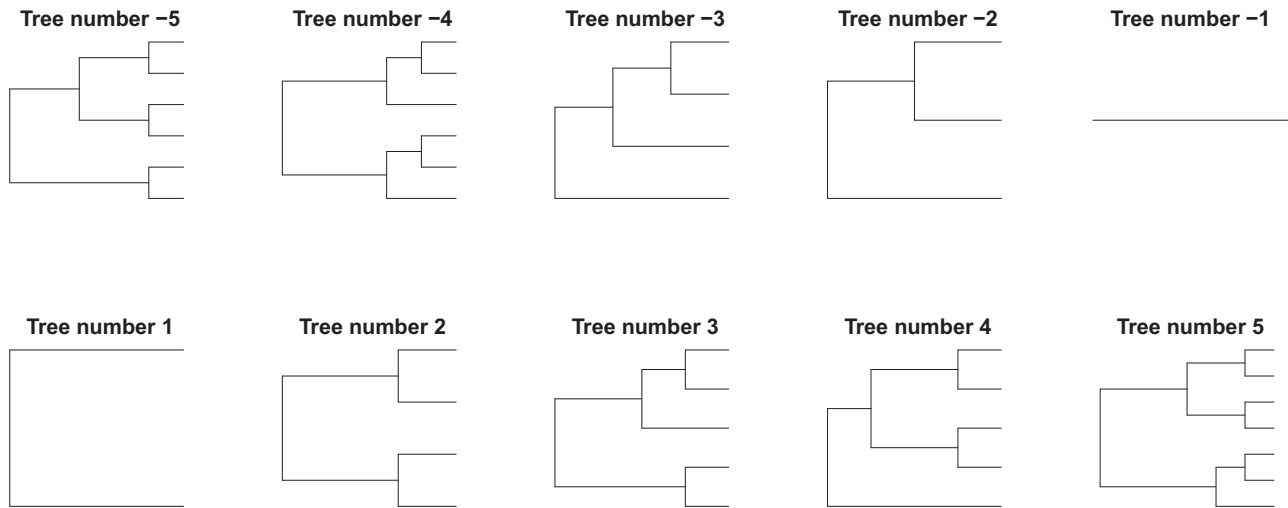 Tree number −5
Tree number −4
Tree number −3
Tree number −2
Tree number −1
Tree number 1
Tree number 2
Tree number 3
Tree number 4
Tree number 5